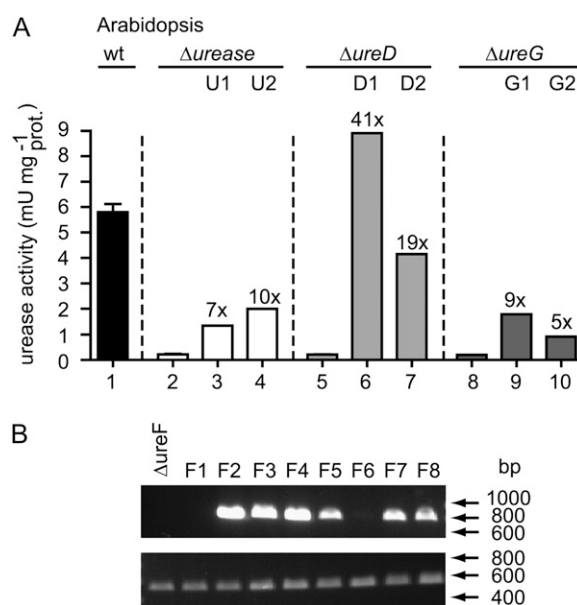 A
Arabidopsis
wt Δurease ΔureD ΔureG
U1 U2 D1 D2 G1 G2
urease activity (mU mg -1 prot.)
9
8
7
6
5
4
3
2
1
0
41x
19x
7x 10x 9x 5x
1 2 3 4 5 6 7 8 9 10
B
ΔureF F1 F2 F3 F4 F5 F6 F7 F8 bp
1000
800
600
800
600
400